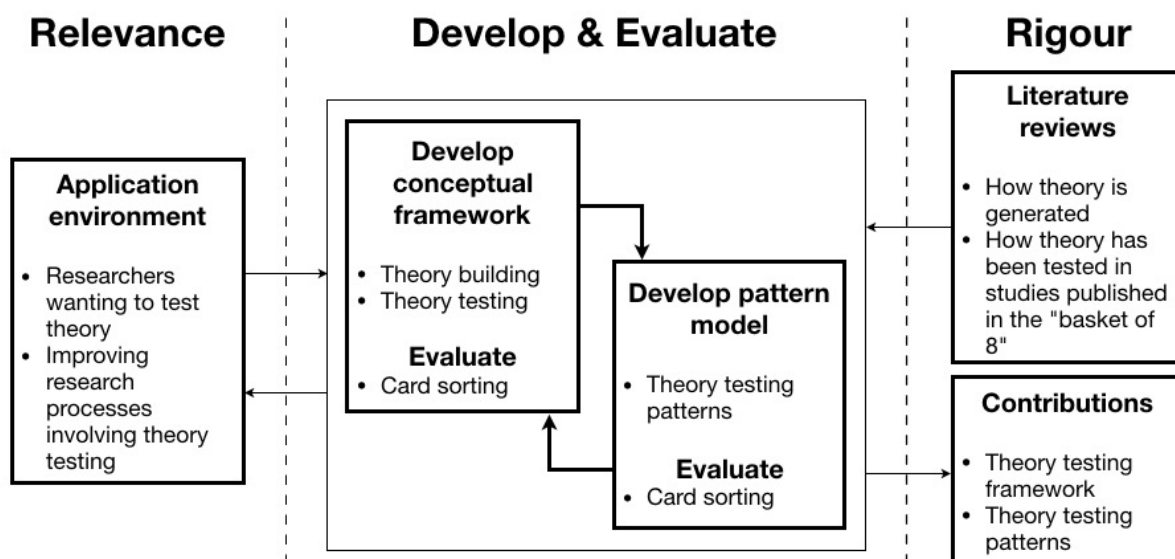 Relevance
Develop & Evaluate
Rigour
Application
environment
• Researchers
wanting to test
theory
• Improving
research
processes
involving theory
testing
Develop
conceptual
framework
• Theory building
• Theory testing
Evaluate
• Card sorting
Develop pattern
model
• Theory testing
patterns
Evaluate
• Card sorting
Literature
reviews
• How theory is
generated
• How theory has
been tested in
studies published
in the "basket of
8"
Contributions
• Theory testing
framework
• Theory testing
patterns